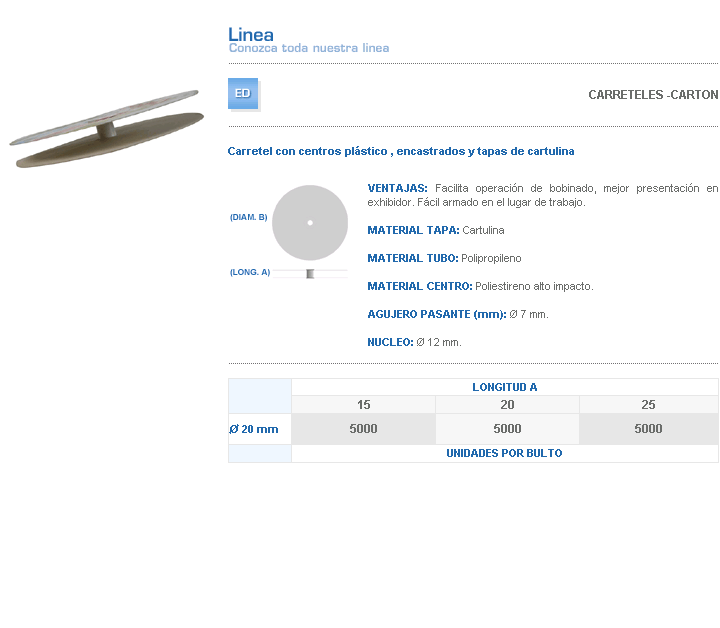 Linea
Conozca toda nuestra linea
ED
CARRETELES -CARTON
Carretel con centros plástico , encastrados y tapas de cartulina
(DIAM. B)
(LONG. A)
VENTAJAS: Facilita operación de bobinado, mejor presentación en
exhibidor. Fácil armado en el lugar de trabajo.
MATERIAL TAPA: Cartulina
MATERIAL TUBO: Polipropileno
MATERIAL CENTRO: Poliestireno alto impacto.
AGUJERO PASANTE (mm): Ø 7 mm.
NUCLEO: Ø 12 mm.
LONGITUD A
15 20 25
Ø 20 mm 5000 5000 5000
UNIDADES POR BULTO